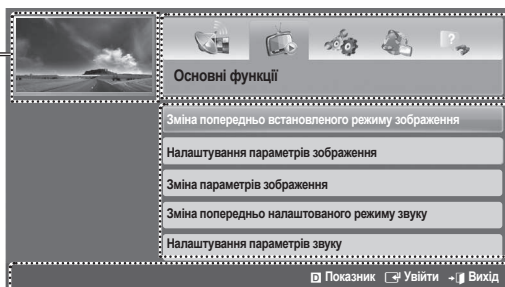 Основні функції
Зміна попередньо встановленого режиму зображення
Налаштування параметрів зображення
Зміна параметрів зображення
Зміна попередньо налаштованого режиму звуку
Налаштування параметрів звуку
D Показник Увійти Вихід